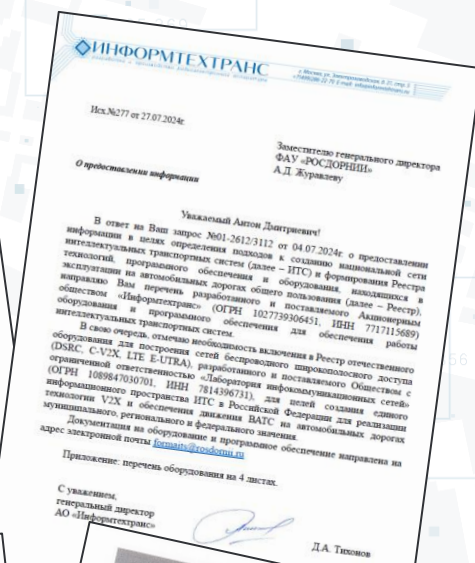 ИНФОРМТЕХТРАНС
Исх.№277 от 27.07.2024г.
Заместителю генерального директора
ФАУ «РОСДОРНИИ»
А.Д. Журавлеву
О предоставлении информации
Уважаемый Антон Дмитриевич!
В ответ на Ваш запрос №01-2612/3112 от 04.07.2024г. о предоставлении
информации в целях определения подходов к созданию национальной сети
интеллектуальных транспортных систем (далее – ИТС) и формирования Реестра
технологий, программного обеспечения и оборудования, находящихся в
эксплуатации на автомобильных дорогах общего пользования (далее – Реестр),
направляю Вам перечень разработанного и поставляемого Акционерным
обществом «Информтехтранс» (ОГРН 1027739306451, ИНН 7717115689)
оборудования и программного обеспечения для обеспечения работы
интеллектуальных транспортных систем.
В свою очередь, отмечаю необходимость включения в Реестр отечественного
оборудования для построения сетей беспроводного широкополосного доступа
(DSRC, C-V2X, LTE E-UTRA), разработанного и поставляемого Обществом с
ограниченной ответственностью «Лаборатория инфокоммуникационных сетей»
(ОГРН 1089847030701, ИНН 7814396731), для целей создания единого
информационного пространства ИТС в Российской Федерации для реализации
технологии V2X и обеспечения движения ВАТС на автомобильных дорогах
муниципального, регионального и федерального значения.
Документация на оборудование и программное обеспечение направлена на
адрес электронной почты formaits@rosdornii.ru
Приложение: перечень оборудования на 4 листах.
С уважением,
генеральный директор
АО «Информтехтранс»
Д.А. Тихонов